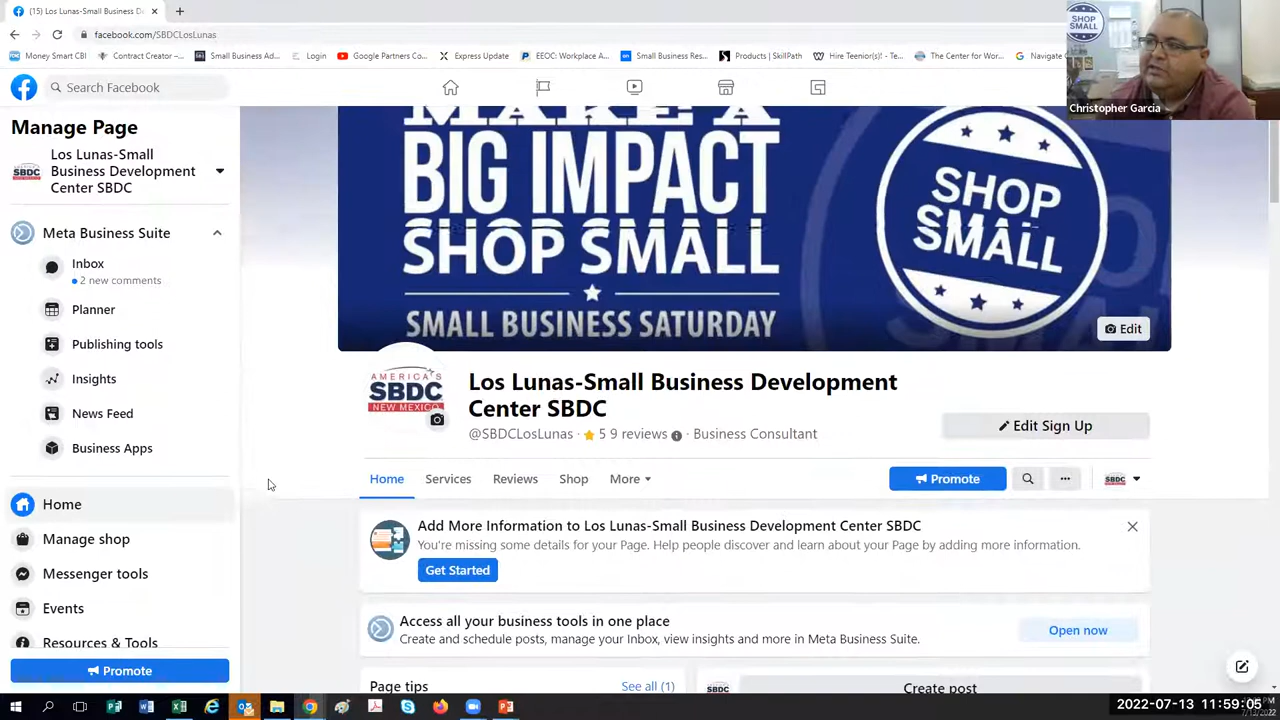 (15) Los Lunas-Small Business D
facebook.com/SBDCLosLunas
Money Smart CBI
Contract Creator –...
Small Business Ad...
Login
Google Partners Co...
Express Update
EEOC: Workplace A...
Small Business Res...
Products | SkillPath
Hire Teenior(s!) - Te...
The Center for Wor...
Navigate
SHOP
SMALL
Christopher Garcia
Search Facebook
Manage Page
Los Lunas-Small
Business Development
Center SBDC
Meta Business Suite
Inbox
2 new comments
Planner
Publishing tools
Insights
News Feed
Business Apps
Home
Manage shop
Messenger tools
Events
Resources & Tools
Promote
MAKE A
BIG IMPACT
SHOP SMALL
SMALL BUSINESS SATURDAY
SHOP
SMALL
Edit
AMERICA'S
SBDC
NEW MEXICO
Los Lunas-Small Business Development
Center SBDC
@SBDCLosLunas · 5 9 reviews · Business Consultant
Edit Sign Up
Home Services Reviews Shop More
Promote
SBDC
Add More Information to Los Lunas-Small Business Development Center SBDC
You're missing some details for your Page. Help people discover and learn about your Page by adding more information.
Get Started
Access all your business tools in one place
Create and schedule posts, manage your Inbox, view insights and more in Meta Business Suite.
Open now
Page tips
See all (1)
SBDC
Create post
2022-07-13 11:59:05